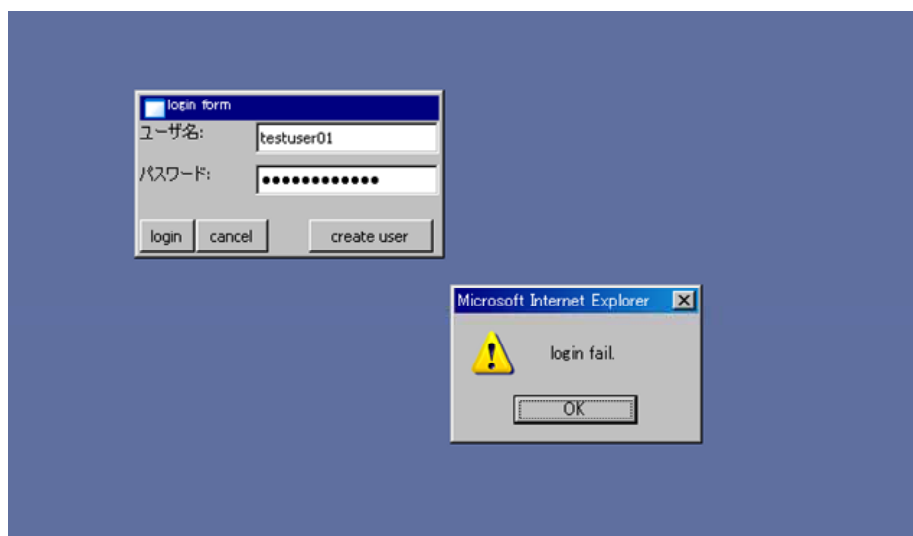 login form
ユーザ名:
testuser01
パスワード:
●●●●●●●●●●●●
login
cancel
create user
Microsoft Internet Explorer
login fail.
OK